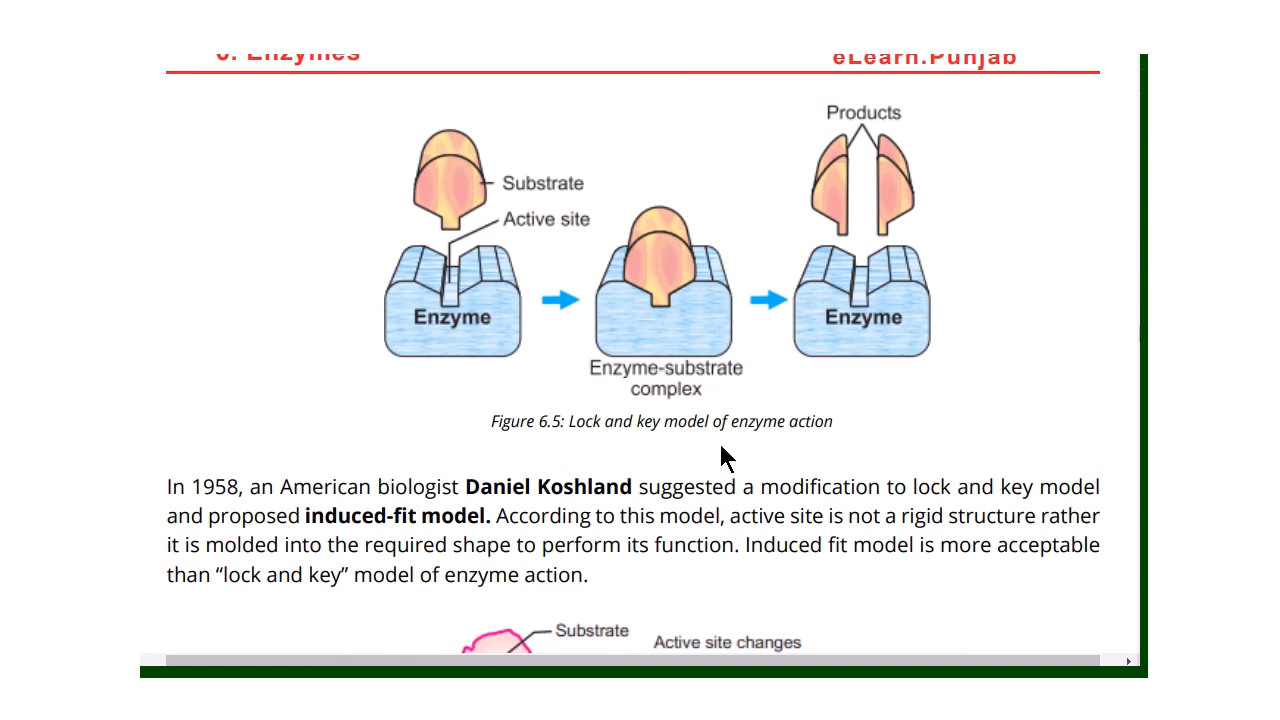 6. Enzymes eLearn.Punjab
Products
Substrate
Active site
Enzyme Enzyme
Enzyme-substrate
complex
Figure 6.5: Lock and key model of enzyme action
In 1958, an American biologist Daniel Koshland suggested a modification to lock and key model
and proposed induced-fit model. According to this model, active site is not a rigid structure rather
it is molded into the required shape to perform its function. Induced fit model is more acceptable
than “lock and key” model of enzyme action.
Substrate
Active site changes